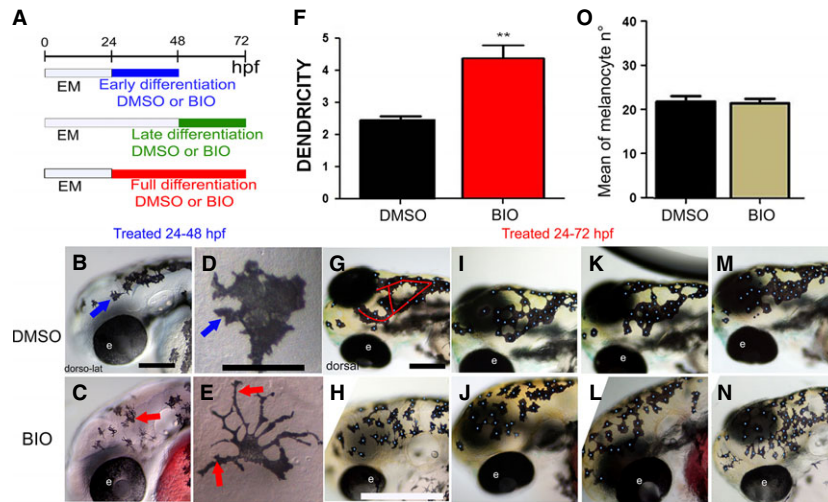 A
0 24 48 72
hpf
EM
Early differentiation
DMSO or BIO
EM
Late differentiation
DMSO or BIO
EM
Full differentiation
DMSO or BIO
F
DENDRICITY
5
4
3
2
1
0
**
DMSO
BIO
O
Mean of melanocyte n°
40
30
20
10
0
DMSO
BIO
Treated 24-48 hpf
Treated 24-72 hpf
DMSO
B
e
dorso-lat
D
G
e
dorsal
I
e
K
e
M
e
BIO
C
e
E
H
e
J
e
L
e
N
e